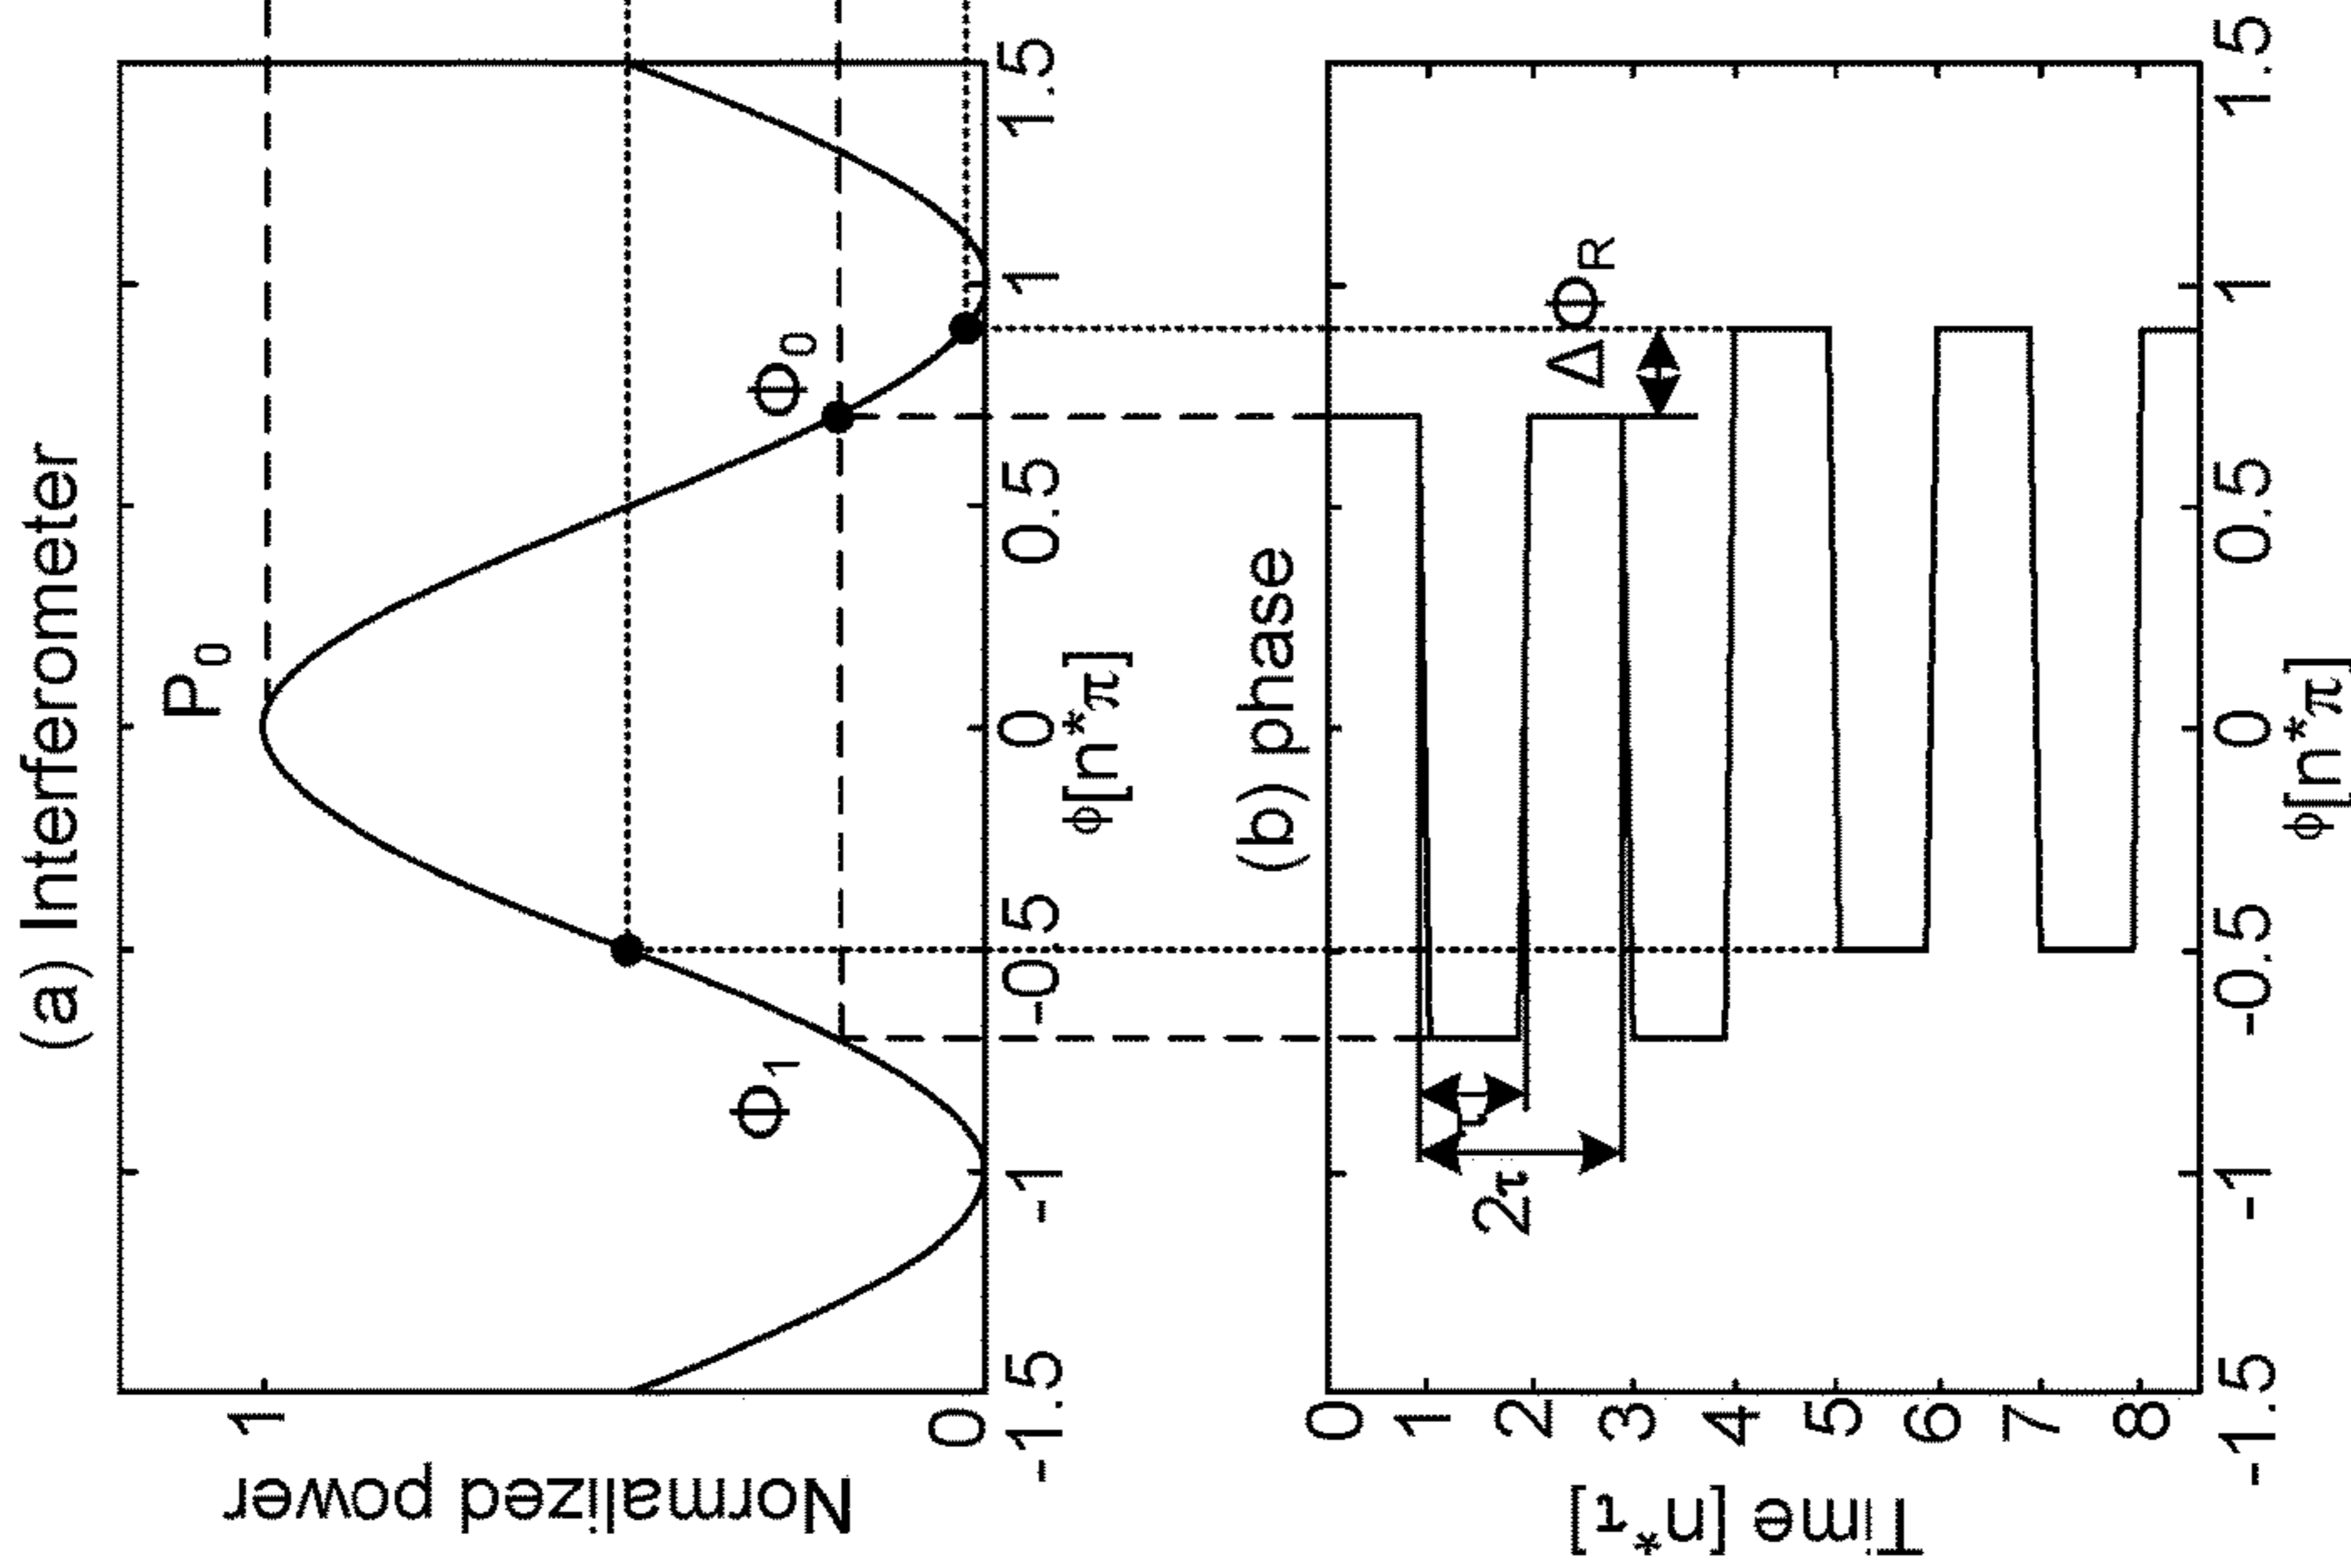 (a) Interferometer
Normalized power
1
0
P₀
Φ₀
Φ₁
-1.5 -1 -0.5 0 0.5 1 1.5
ϕ[n*π]
(b) phase
Time [n*τ]
0
1
2
3
4
5
6
7
8
τ
2τ
ΔΦR
-1.5 -1 -0.5 0 0.5 1 1.5
ϕ[n*π]